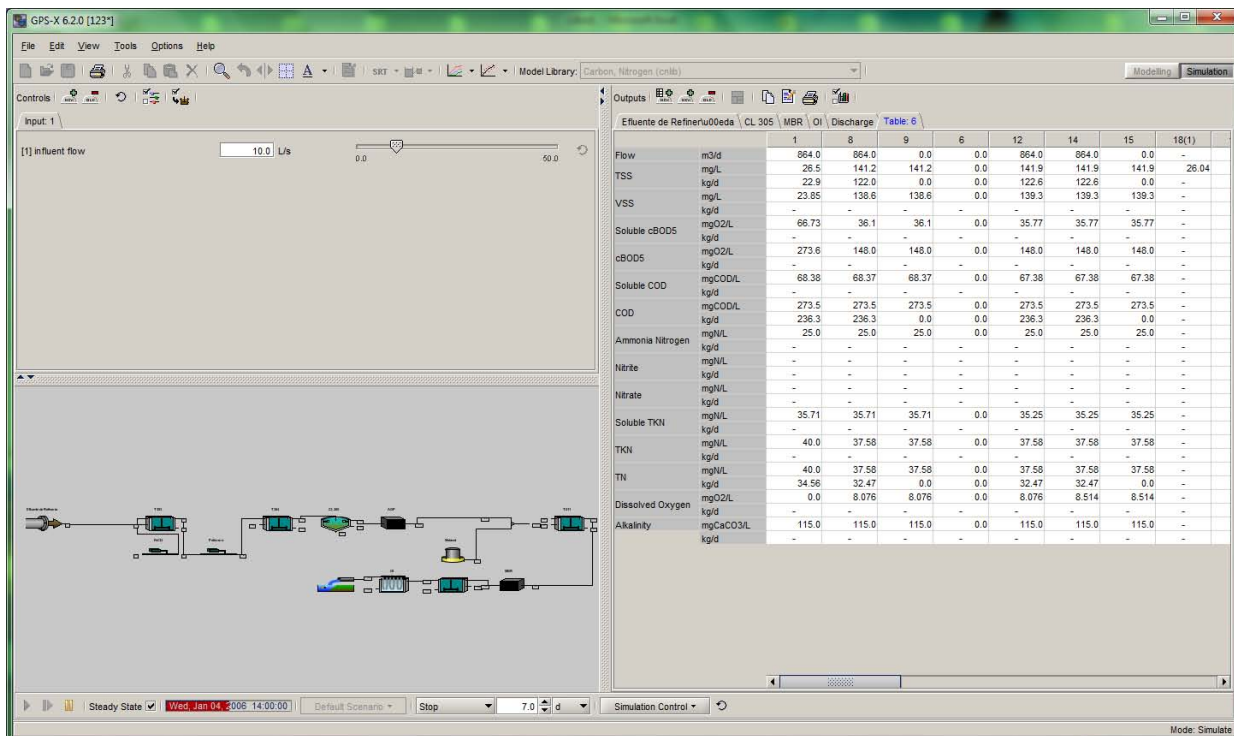 GPS-X 6.2.0 [123*]
File Edit View Tools Options Help
SRT Model Library: Carbon, Nitrogen (cnlib) Modelling Simulation
Controls
Input: 1
[1] influent flow 10.0 L/s 0.0 50.0
Outputs
Efluente de Refiner\u00eda CL 305 MBR OI Discharge Table: 6
1 8 9 6 12 14 15 18(1)
Flow m3/d 864.0 864.0 0.0 0.0 864.0 864.0 0.0 -
TSS mg/L 26.5 141.2 141.2 0.0 141.9 141.9 141.9 26.04
kg/d 22.9 122.0 0.0 0.0 122.6 122.6 0.0 -
VSS mg/L 23.85 138.6 138.6 0.0 139.3 139.3 139.3 -
kg/d - - - - - - - -
Soluble cBOD5 mgO2/L 66.73 36.1 36.1 0.0 35.77 35.77 35.77 -
kg/d - - - - - - - -
cBOD5 mgO2/L 273.6 148.0 148.0 0.0 148.0 148.0 148.0 -
kg/d - - - - - - - -
Soluble COD mgCOD/L 68.38 68.37 68.37 0.0 67.38 67.38 67.38 -
kg/d - - - - - - - -
COD mgCOD/L 273.5 273.5 273.5 0.0 273.5 273.5 273.5 -
kg/d 236.3 236.3 0.0 0.0 236.3 236.3 0.0 -
Ammonia Nitrogen mgN/L 25.0 25.0 25.0 0.0 25.0 25.0 25.0 -
kg/d - - - - - - - -
Nitrite mgN/L - - - - - - - -
kg/d - - - - - - - -
Nitrate mgN/L - - - - - - - -
kg/d - - - - - - - -
Soluble TKN mgN/L 35.71 35.71 35.71 0.0 35.25 35.25 35.25 -
kg/d - - - - - - - -
TKN mgN/L 40.0 37.58 37.58 0.0 37.58 37.58 37.58 -
kg/d - - - - - - - -
TN mgN/L 40.0 37.58 37.58 0.0 37.58 37.58 37.58 -
kg/d 34.56 32.47 0.0 0.0 32.47 32.47 0.0 -
Dissolved Oxygen mgO2/L 0.0 8.076 8.076 0.0 8.076 8.514 8.514 -
kg/d - - - - - - - -
Alkalinity mgCaCO3/L 115.0 115.0 115.0 0.0 115.0 115.0 115.0 -
kg/d - - - - - - - -
Steady State Wed, Jan 04, 2006 14:00:00 Default Scenario Stop 7.0 d Simulation Control
Mode: Simulate